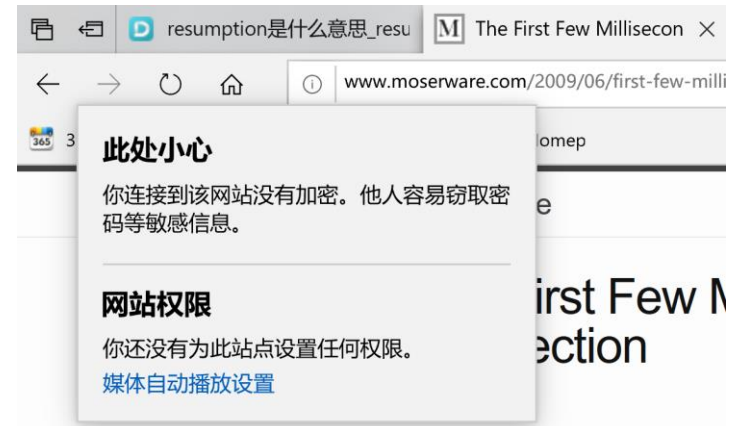 resumption是什么意思_resu
M The First Few Millisecon
www.moserware.com/2009/06/first-few-milli
365 3
omep
此处小心
你连接到该网站没有加密。他人容易窃取密
码等敏感信息。
e
网站权限
irst Few
你还没有为此站点设置任何权限。
ection
媒体自动播放设置